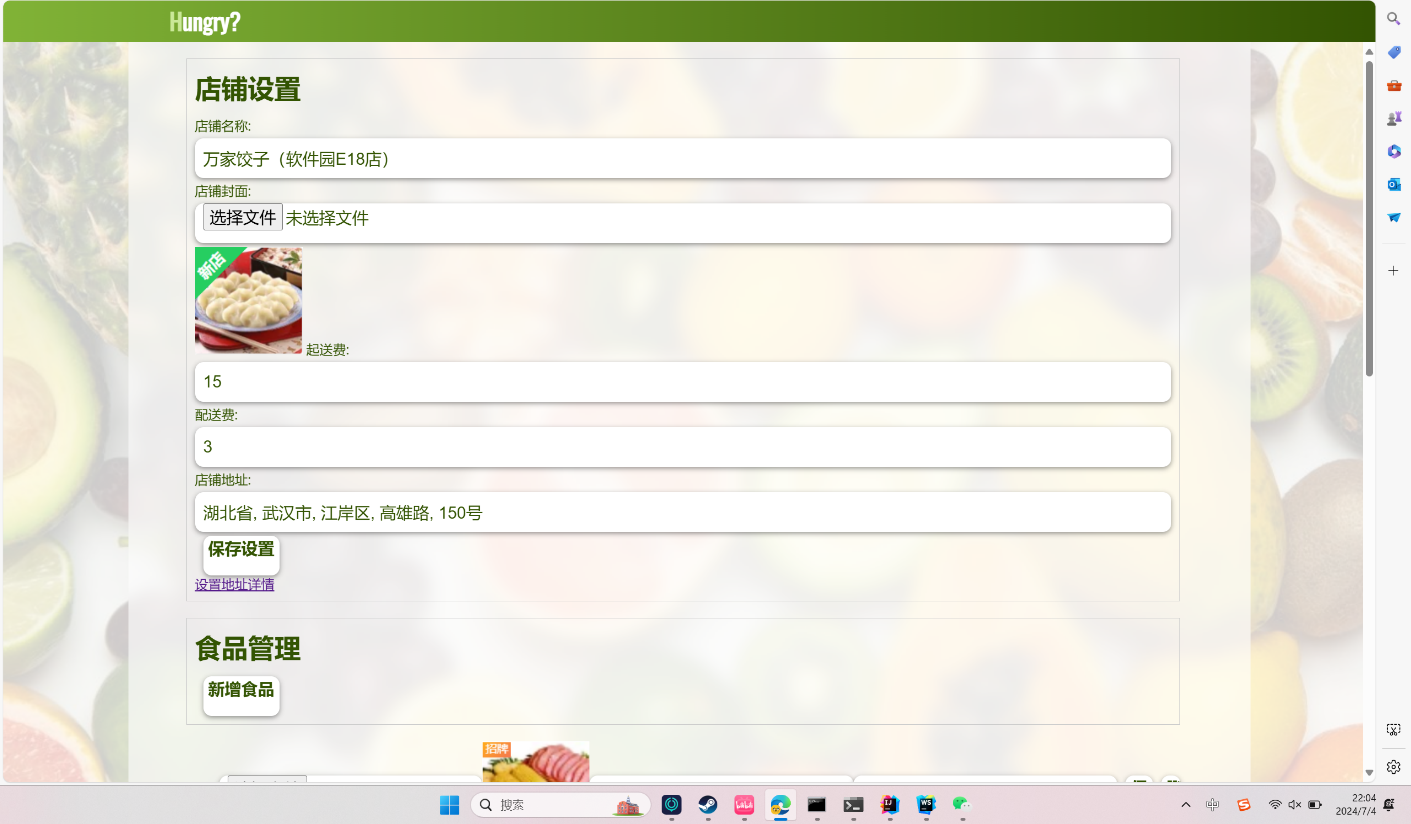 Hungry?
店铺设置
店铺名称:
万家饺子（软件园E18店）
店铺封面:
选择文件 未选择文件
新店
起送费:
15
配送费:
3
店铺地址:
湖北省, 武汉市, 江岸区, 高雄路, 150号
保存设置
设置地址详情
食品管理
新增食品
招牌
搜索
中
22:04
2024/7/4